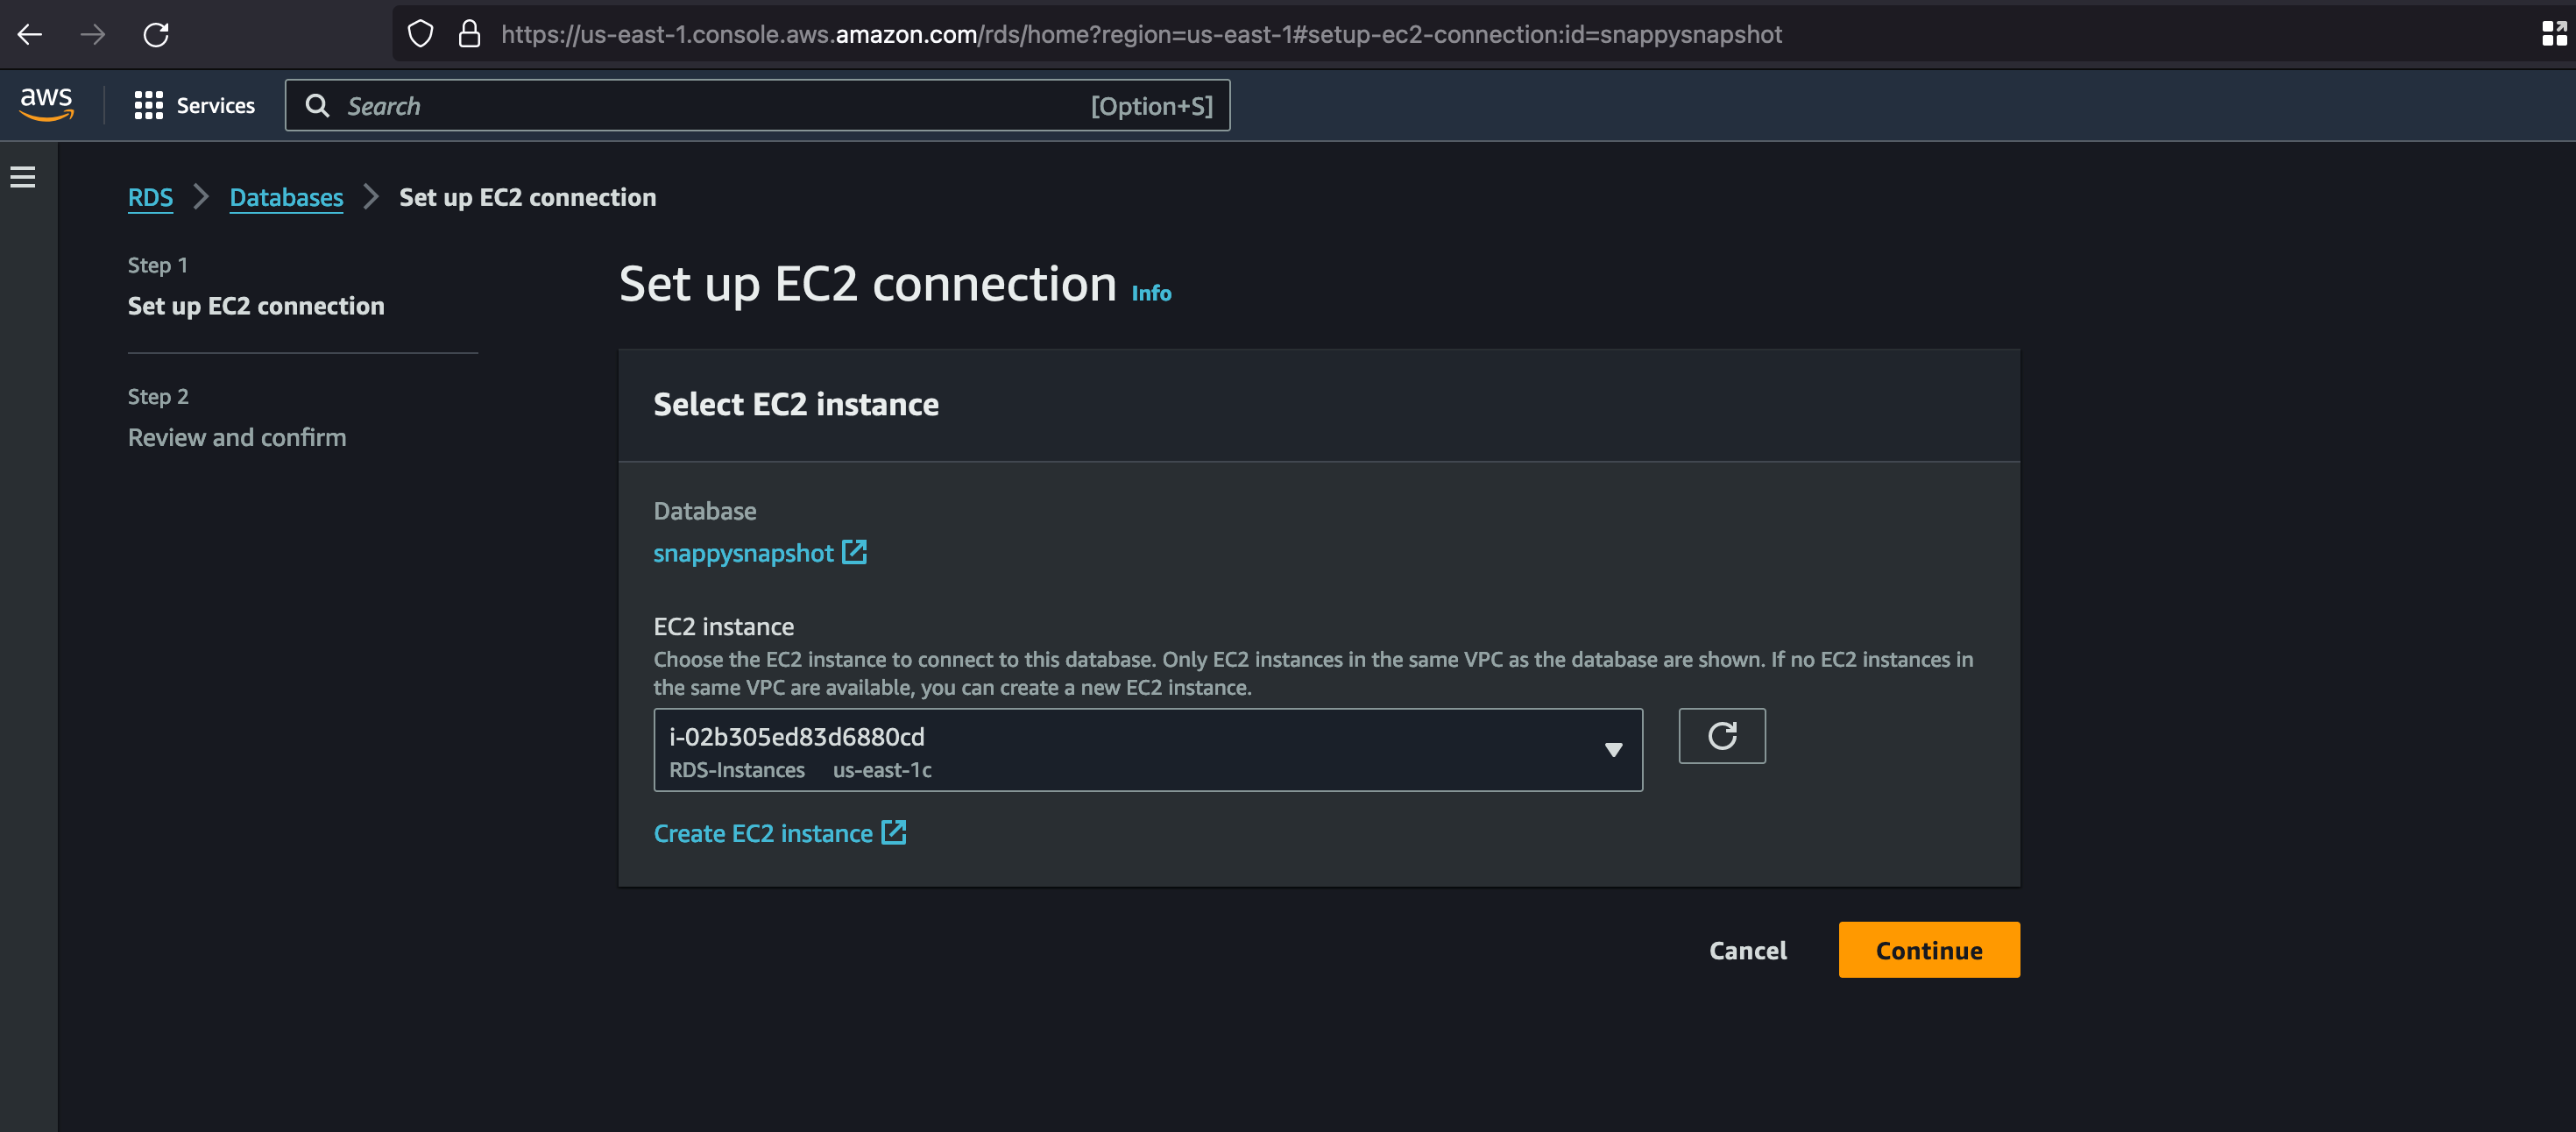 https://us-east-1.console.aws.amazon.com/rds/home?region=us-east-1#setup-ec2-connection:id=snappysnapshot
aws
Services
Search
[Option+S]
RDS
Databases
Set up EC2 connection
Step 1
Set up EC2 connection
Step 2
Review and confirm
Set up EC2 connection Info
Select EC2 instance
Database
snappysnapshot
EC2 instance
Choose the EC2 instance to connect to this database. Only EC2 instances in the same VPC as the database are shown. If no EC2 instances in
the same VPC are available, you can create a new EC2 instance.
i-02b305ed83d6880cd
RDS-Instances us-east-1c
Create EC2 instance
Cancel
Continue